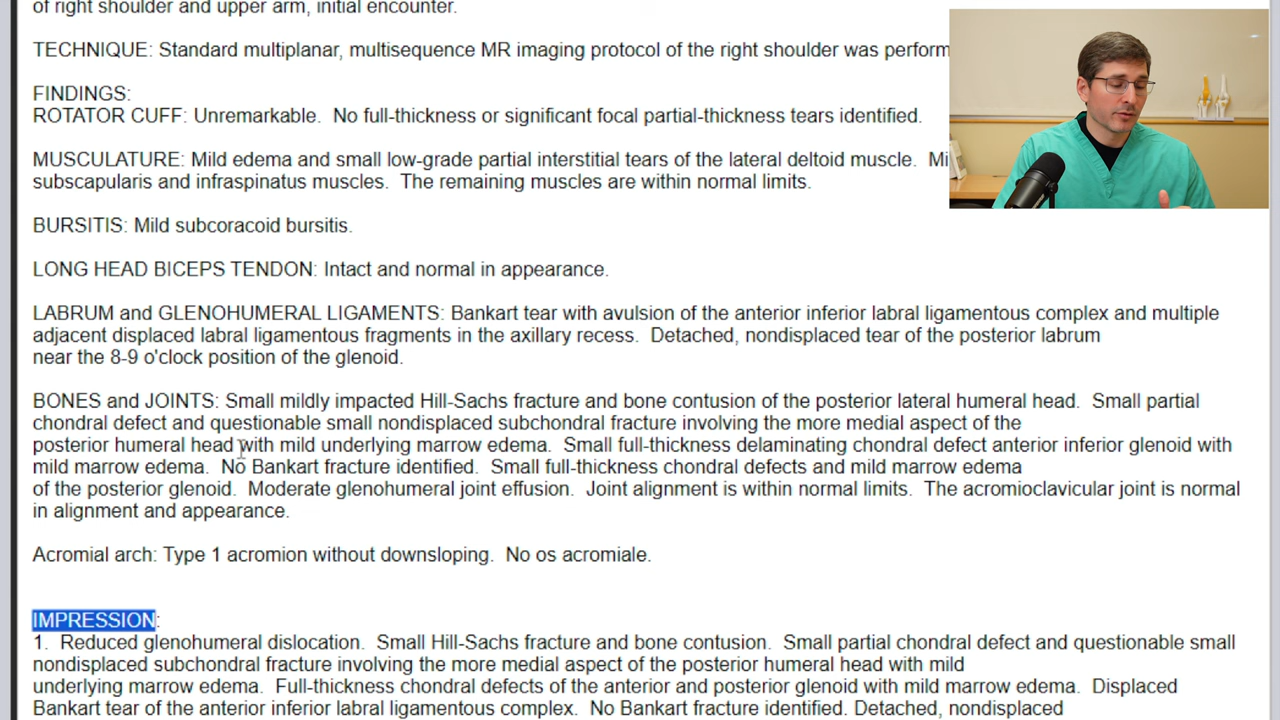 of right shoulder and upper arm, initial encounter.
TECHNIQUE: Standard multiplanar, multisequence MR imaging protocol of the right shoulder was perform
FINDINGS:
ROTATOR CUFF: Unremarkable. No full-thickness or significant focal partial-thickness tears identified.
MUSCULATURE: Mild edema and small low-grade partial interstitial tears of the lateral deltoid muscle. Mi
subscapularis and infraspinatus muscles. The remaining muscles are within normal limits.
BURSITIS: Mild subcoracoid bursitis.
LONG HEAD BICEPS TENDON: Intact and normal in appearance.
LABRUM and GLENOHUMERAL LIGAMENTS: Bankart tear with avulsion of the anterior inferior labral ligamentous complex and multiple
adjacent displaced labral ligamentous fragments in the axillary recess. Detached, nondisplaced tear of the posterior labrum
near the 8-9 o'clock position of the glenoid.
BONES and JOINTS: Small mildly impacted Hill-Sachs fracture and bone contusion of the posterior lateral humeral head. Small partial
chondral defect and questionable small nondisplaced subchondral fracture involving the more medial aspect of the
posterior humeral head with mild underlying marrow edema. Small full-thickness delaminating chondral defect anterior inferior glenoid with
mild marrow edema. No Bankart fracture identified. Small full-thickness chondral defects and mild marrow edema
of the posterior glenoid. Moderate glenohumeral joint effusion. Joint alignment is within normal limits. The acromioclavicular joint is normal
in alignment and appearance.
Acromial arch: Type 1 acromion without downsloping. No os acromiale.
IMPRESSION:
1. Reduced glenohumeral dislocation. Small Hill-Sachs fracture and bone contusion. Small partial chondral defect and questionable small
nondisplaced subchondral fracture involving the more medial aspect of the posterior humeral head with mild
underlying marrow edema. Full-thickness chondral defects of the anterior and posterior glenoid with mild marrow edema. Displaced
Bankart tear of the anterior inferior labral ligamentous complex. No Bankart fracture identified. Detached, nondisplaced